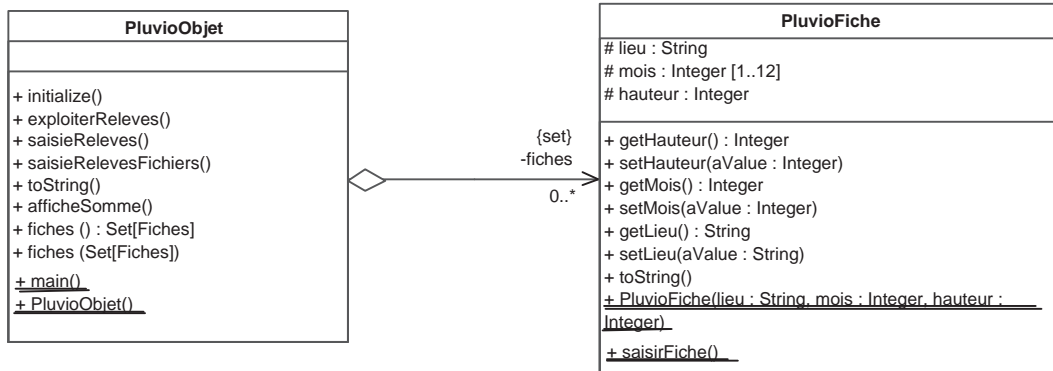 PluvioObjet
+ initialize()
+ exploiterReleves()
+ saisieReleves()
+ saisieRelevesFichiers()
+ toString()
+ afficheSomme()
+ fiches () : Set[Fiches]
+ fiches (Set[Fiches])
+ main()
+ PluvioObjet()
{set}
-fiches
0..*
PluvioFiche
# lieu : String
# mois : Integer [1..12]
# hauteur : Integer
+ getHauteur() : Integer
+ setHauteur(aValue : Integer)
+ getMois() : Integer
+ setMois(aValue : Integer)
+ getLieu() : String
+ setLieu(aValue : String)
+ toString()
+ PluvioFiche(lieu : String, mois : Integer, hauteur :
Integer)
+ saisirFiche()